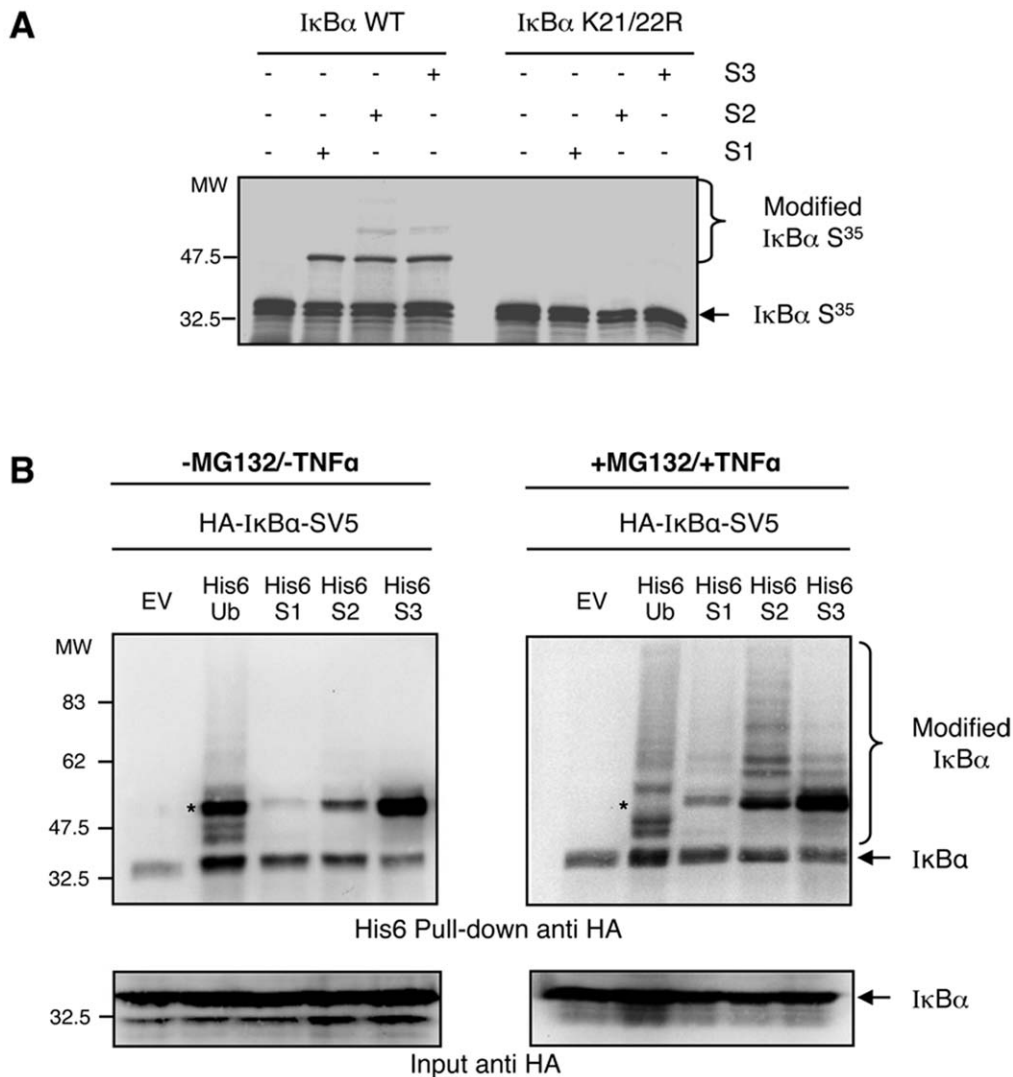 A
IκBα WT IκBα K21/22R
- - - + - - - + S3
- - + - - - + - S2
- + - - - + - - S1
MW
Modified
IκBα S³⁵
47.5
32.5
IκBα S³⁵
B
-MG132/-TNFα +MG132/+TNFα
HA-IκBα-SV5 HA-IκBα-SV5
EV His6 Ub His6 S1 His6 S2 His6 S3 EV His6 Ub His6 S1 His6 S2 His6 S3
MW
83
62
Modified
IκBα
* *
47.5
IκBα
32.5
His6 Pull-down anti HA
IκBα
32.5
Input anti HA